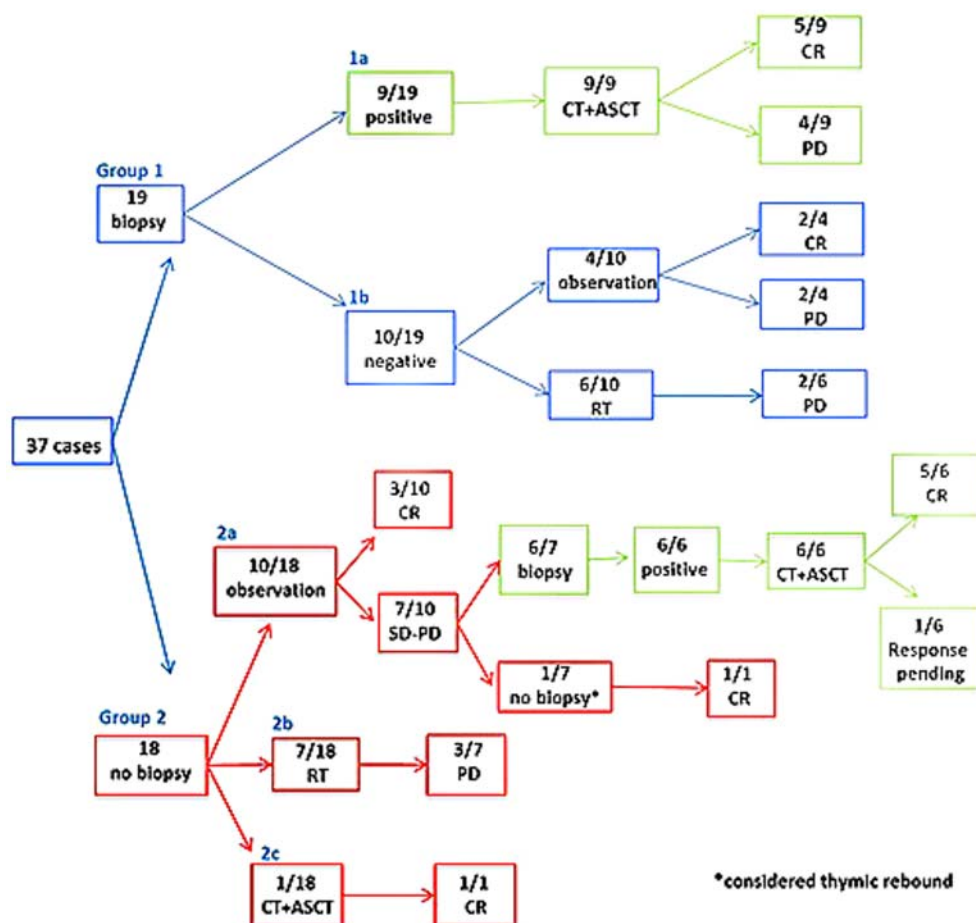 5/9
CR
1a
9/19
positive
9/9
CT+ASCT
4/9
PD
Group 1
19
biopsy
2/4
CR
4/10
observation
1b
2/4
PD
10/19
negative
6/10
RT
2/6
PD
37 cases
5/6
CR
3/10
CR
2a
10/18
observation
6/7
biopsy
6/6
positive
6/6
CT+ASCT
7/10
SD-PD
1/6
Response
pending
1/7
no biopsy*
1/1
CR
Group 2
18
no biopsy
2b
7/18
RT
3/7
PD
2c
1/18
CT+ASCT
1/1
CR
*considered thymic rebound